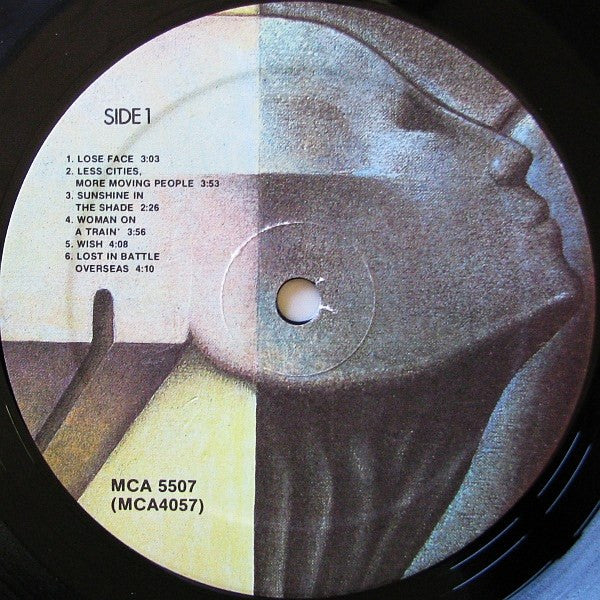 SIDE 1
1. LOSE FACE 3:03
2. LESS CITIES,
MORE MOVING PEOPLE 3:53
3. SUNSHINE IN
THE SHADE 2:26
4. WOMAN ON
A TRAIN' 3:56
5. WISH 4:08
6. LOST IN BATTLE
OVERSEAS 4:10
MCA 5507
(MCA4057)